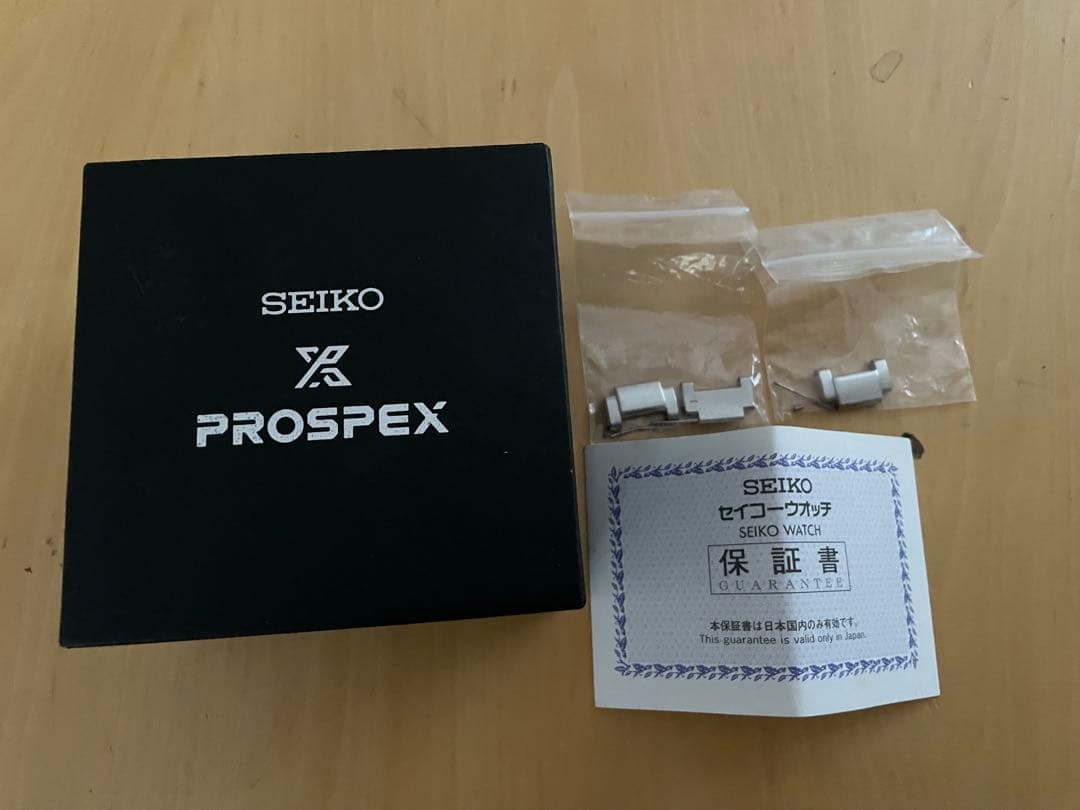 SEIKO
PROSPEX
SEIKO
セイコーウオッチ
SEIKO WATCH
保証書
GUARANTEE
本保証書は日本国内のみ有効です。
This guarantee is valid only in Japan.